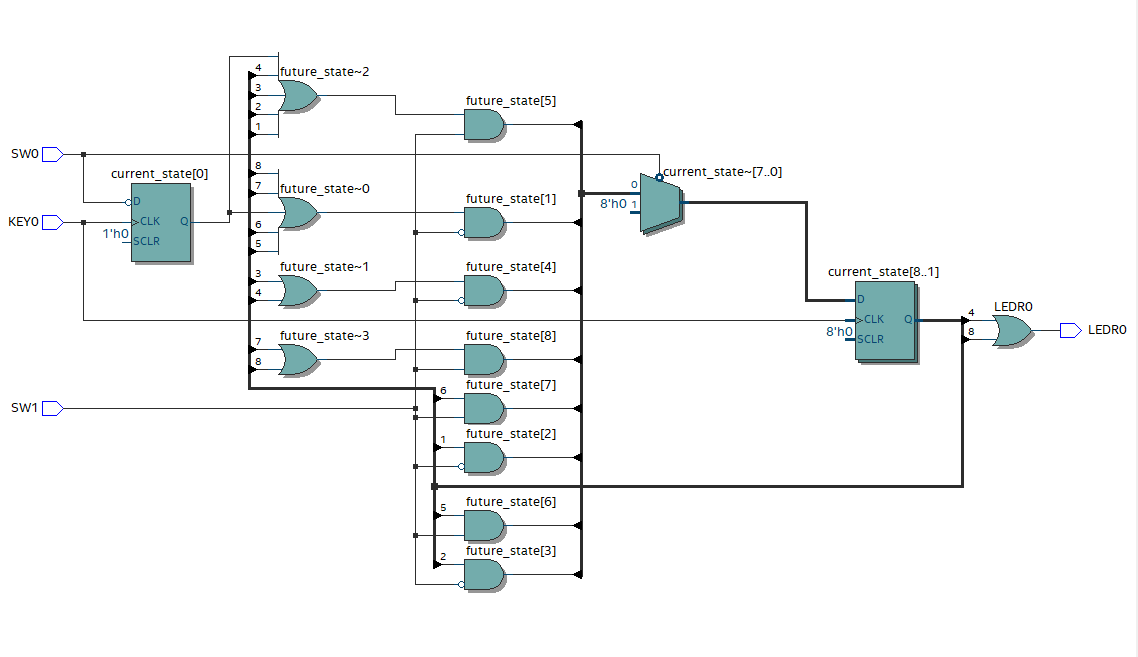 future_state~2
4
3
2
1
future_state[5]
SW0
current_state[0]
D
CLK
Q
1'h0
SCLR
KEY0
8
7
future_state~0
6
5
future_state[1]
current_state~[7..0]
0
8'h0 1
future_state~1
3
4
future_state[4]
current_state[8..1]
D
CLK
Q
8'h0
SCLR
4
8
LEDR0
LEDR0
future_state~3
7
8
future_state[8]
future_state[7]
6
SW1
future_state[2]
1
future_state[6]
5
future_state[3]
2